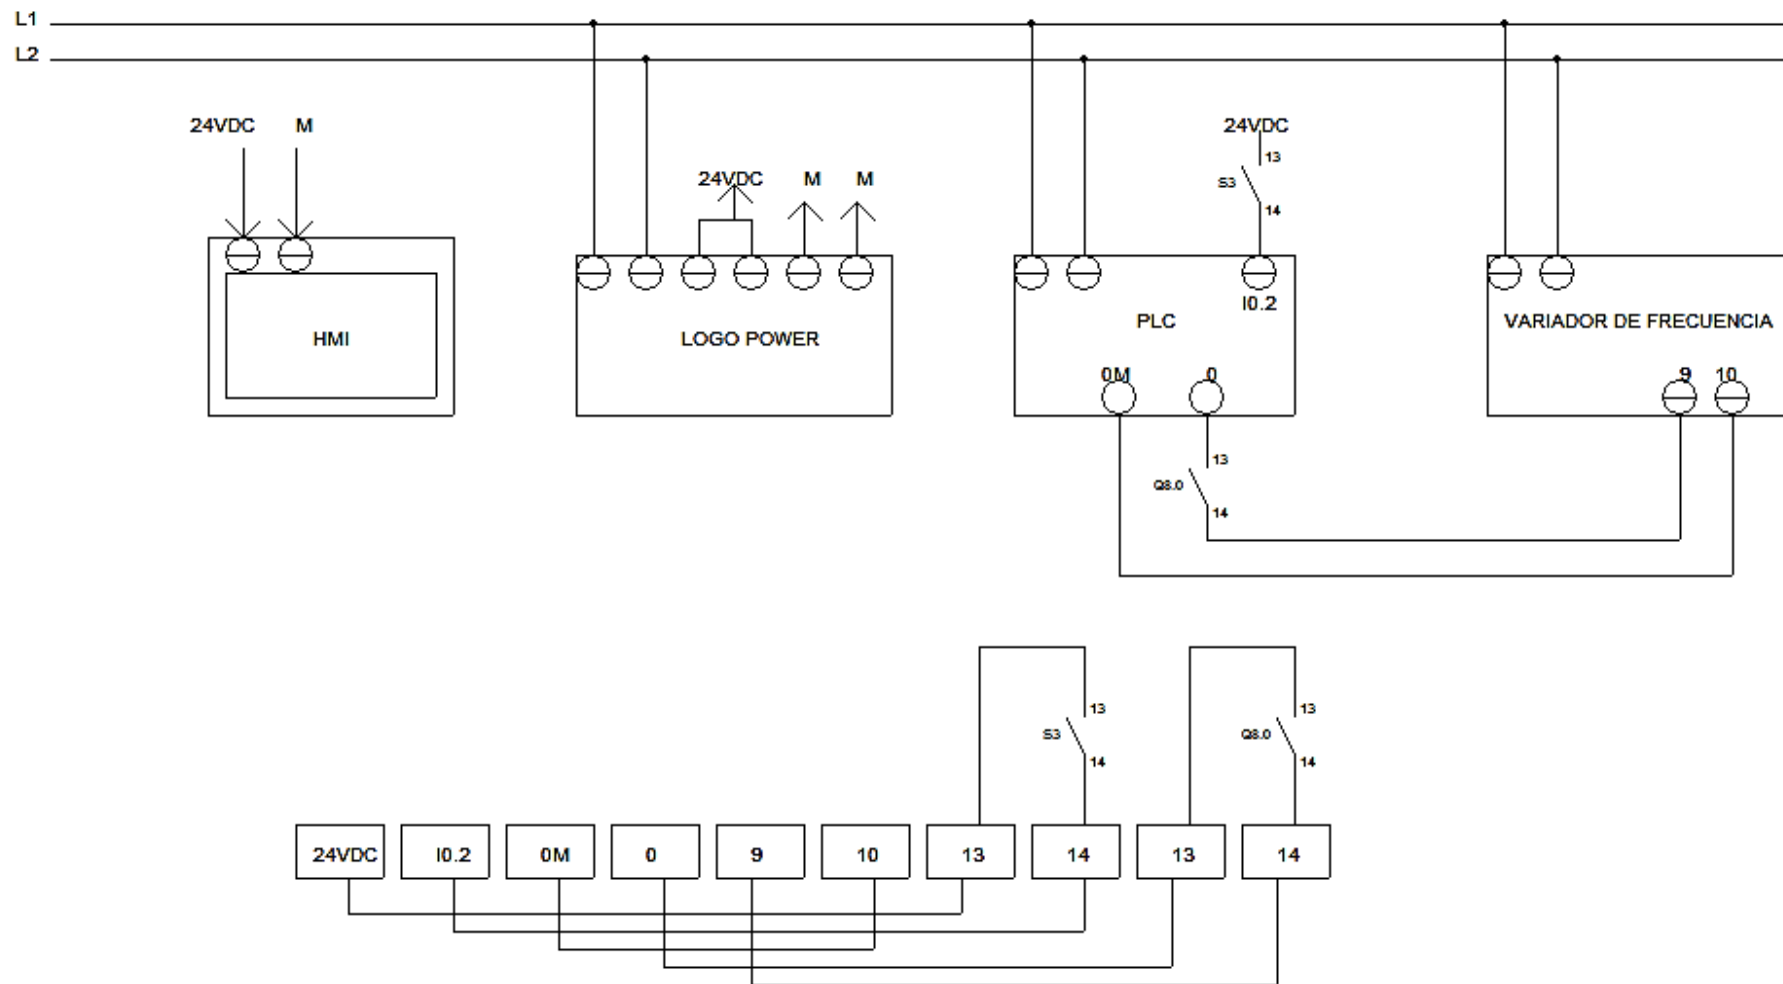 L1
L2
24VDC M
24VDC
13
S3
14
24VDC M M
I0.2
HMI
LOGO POWER
PLC
VARIADOR DE FRECUENCIA
0M 0
9 10
13
Q8.0
14
13
S3
14
13
Q8.0
14
24VDC I0.2 0M 0 9 10 13 14 13 14